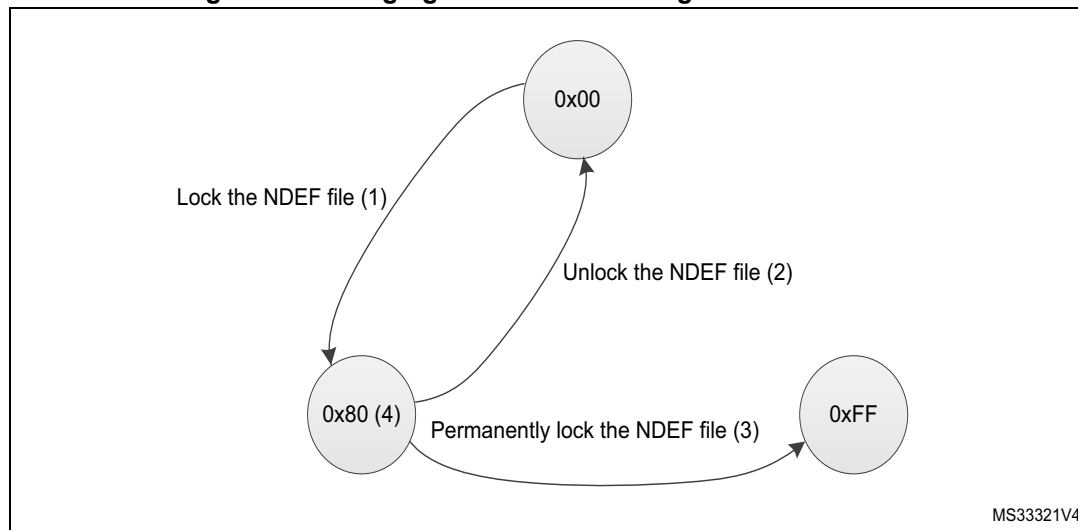 0x00
Lock the NDEF file (1)
Unlock the NDEF file (2)
0x80 (4)
Permanently lock the NDEF file (3)
0xFF
MS33321V4